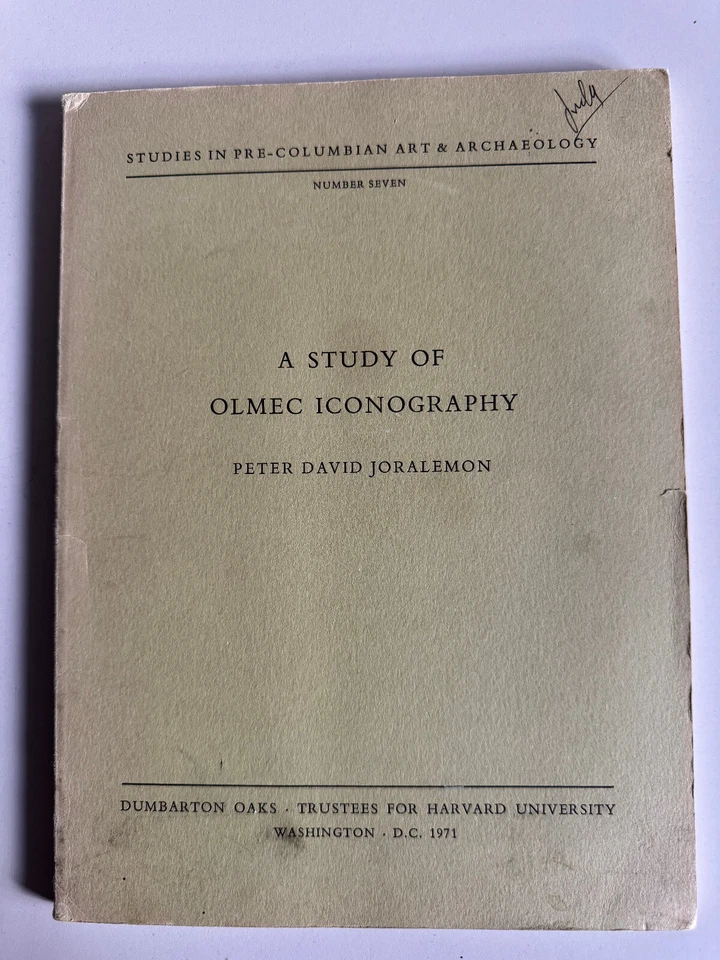 Judy
STUDIES IN PRE-COLUMBIAN ART & ARCHAEOLOGY
NUMBER SEVEN
A STUDY OF
OLMEC ICONOGRAPHY
PETER DAVID JORALEMON
DUMBARTON OAKS · TRUSTEES FOR HARVARD UNIVERSITY
WASHINGTON · D.C. 1971